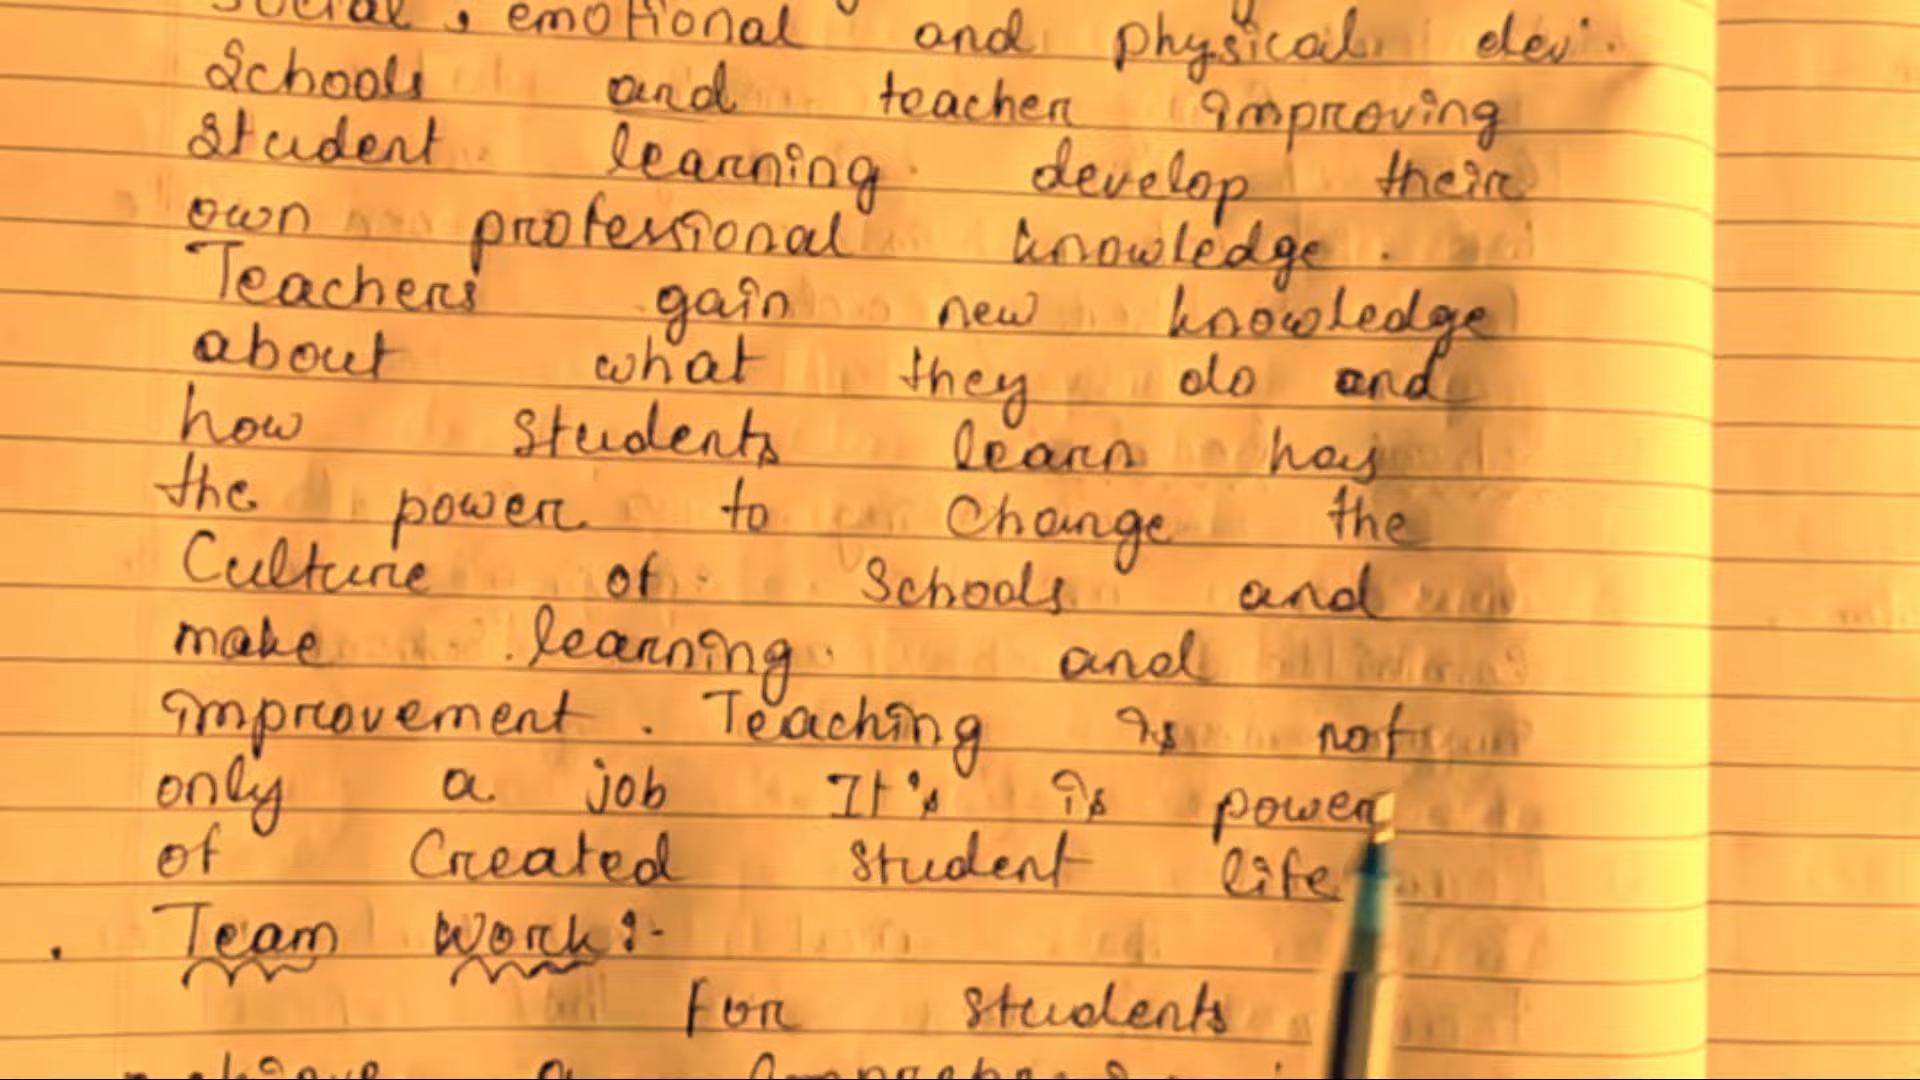 social, emotional and physical dev.
Schools and teacher improving
student learning develop their
own professional knowledge.
Teachers gain new knowledge
about what they do and
how students learn has
the power to change the
Culture of Schools and
make learning and
improvement. Teaching is not
only a job It's is power
of Created student life
. Team work:-
For students
a